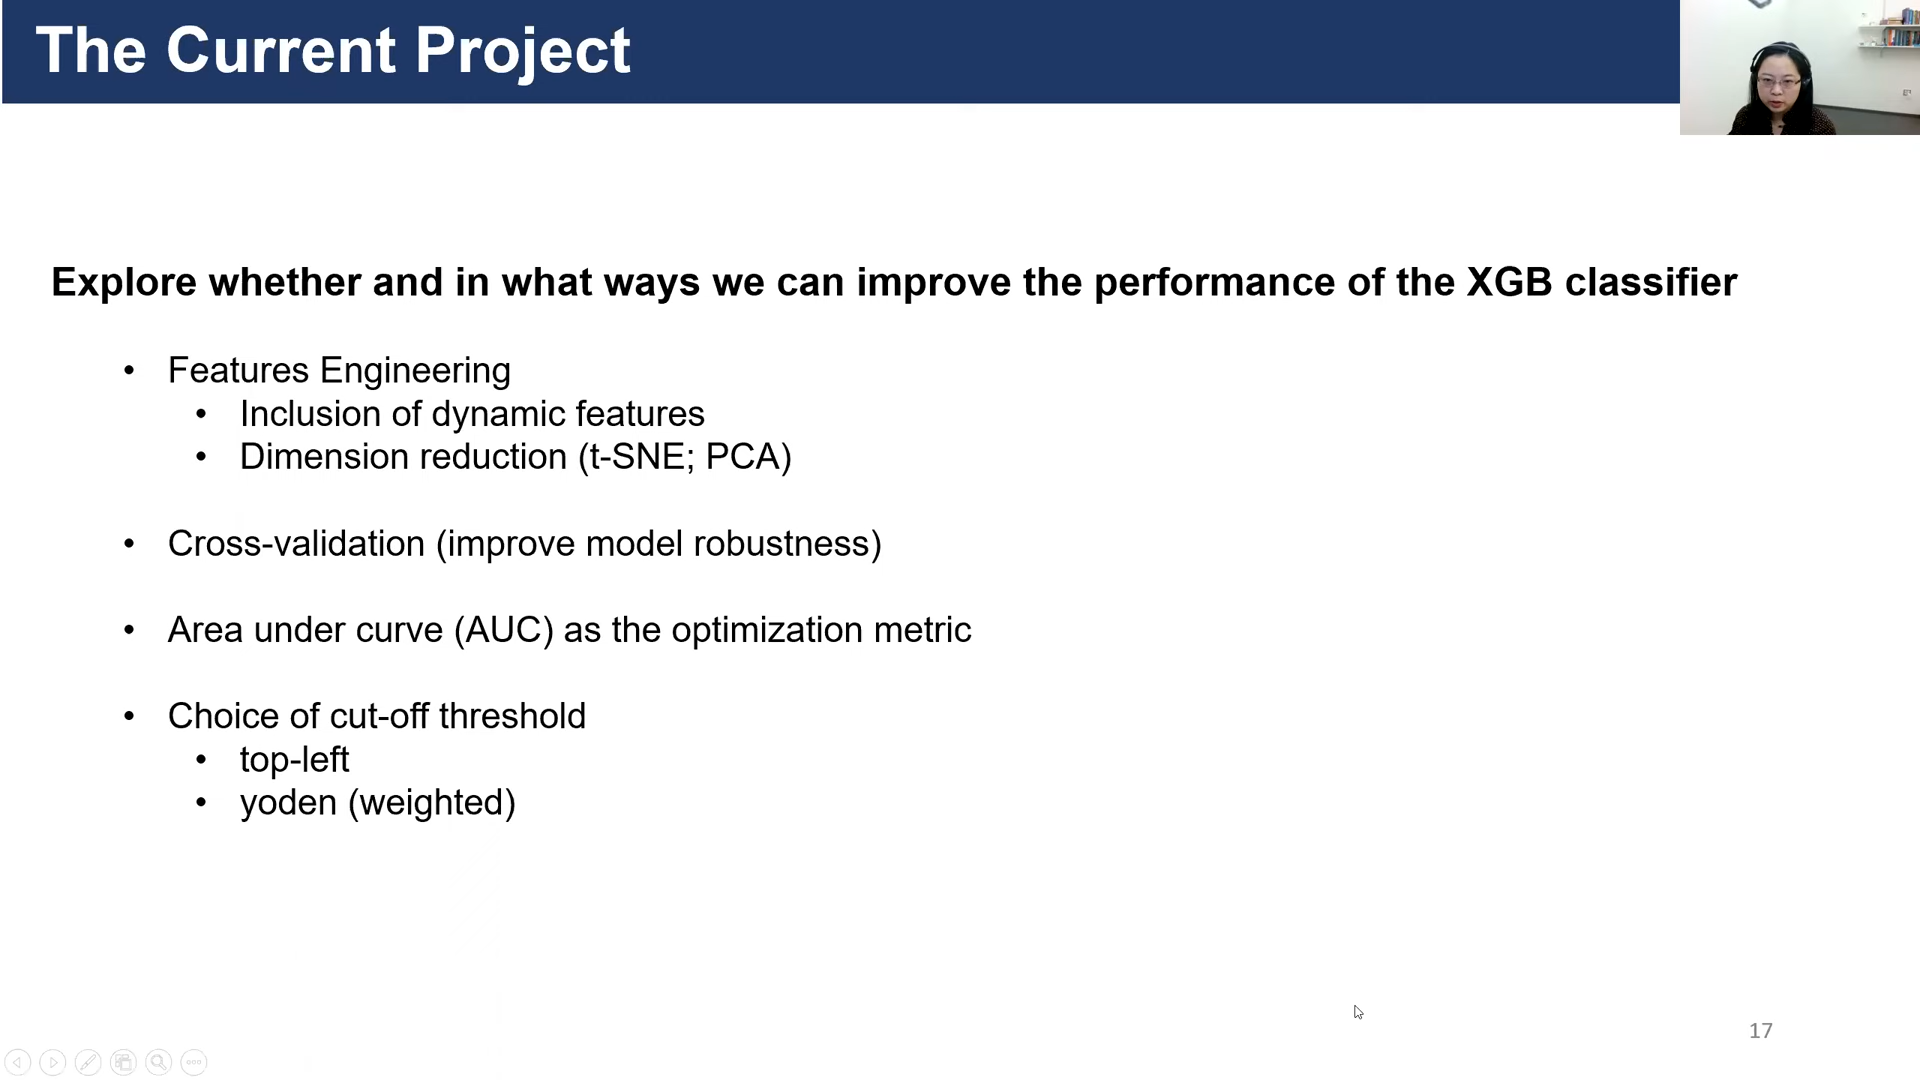 The Current Project
Explore whether and in what ways we can improve the performance of the XGB classifier
• Features Engineering
• Inclusion of dynamic features
• Dimension reduction (t-SNE; PCA)
• Cross-validation (improve model robustness)
• Area under curve (AUC) as the optimization metric
• Choice of cut-off threshold
• top-left
• yoden (weighted)
17